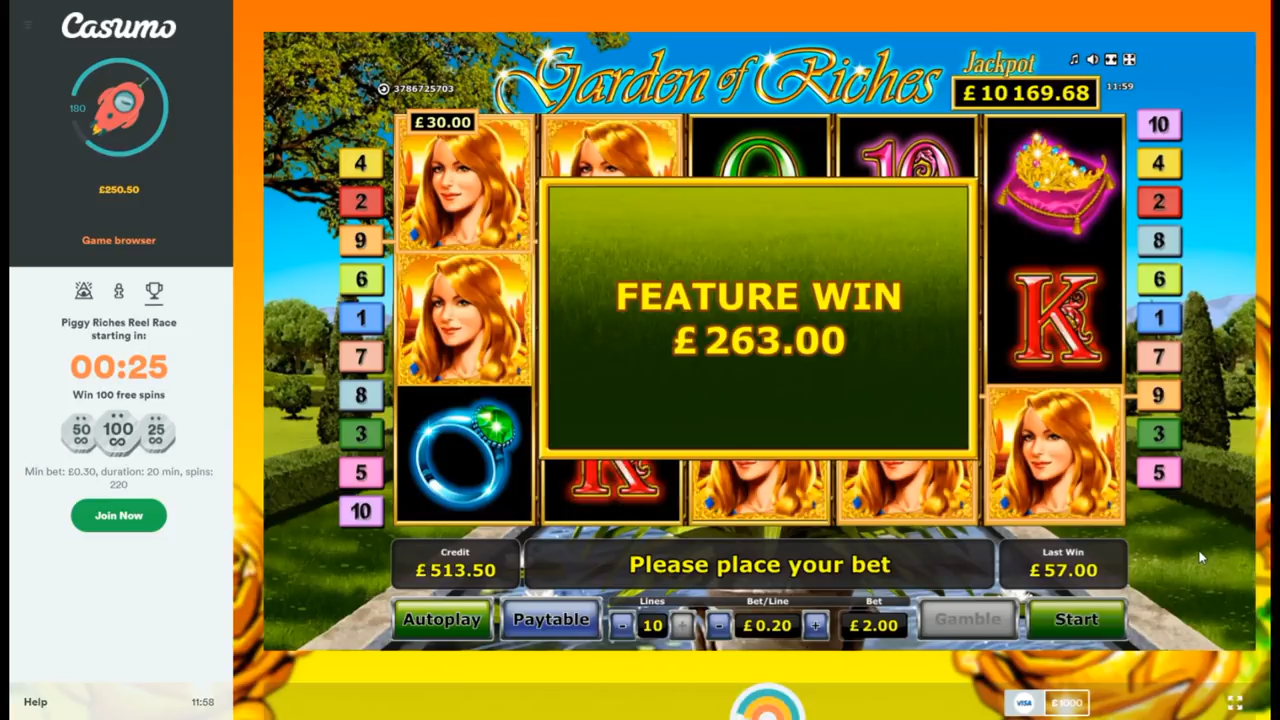 Casumo
180
£250.50
Game browser
Piggy Riches Reel Race
starting in:
00:25
Win 100 free spins
50 100 25
Min bet: £0.30, duration: 20 min, spins:
220
Join Now
Help 11:58
Garden of Riches
Jackpot
£10 169.68
3786725703
11:59
£30.00
4
2
9
6
1
7
8
3
5
10
10
K
K
10
4
2
8
6
1
7
9
3
5
FEATURE WIN
£263.00
Credit
£513.50
Please place your bet
Last Win
£57.00
Autoplay
Paytable
Lines
- 10 +
Bet/Line
- £0.20 +
Bet
£2.00
Gamble
Start
VISA £1000